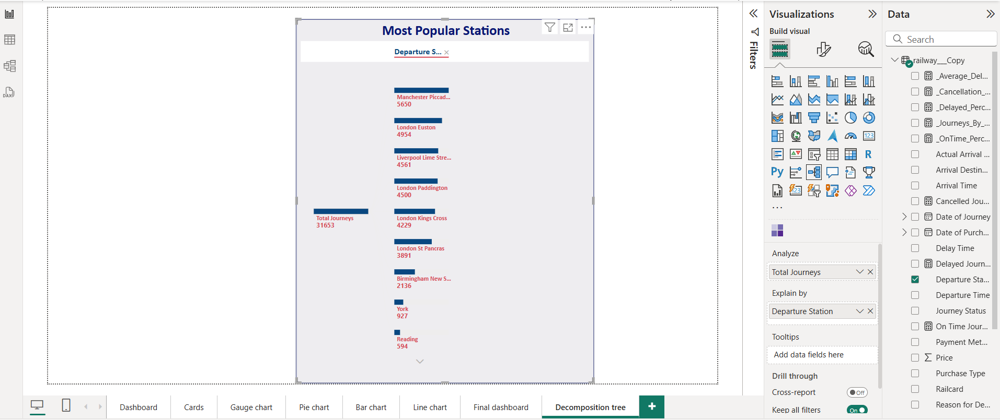 Most Popular Stations
Departure S...
Manchester Piccad...
5650
London Euston
4954
Liverpool Lime Stre...
4561
London Paddington
4500
Total Journeys
31653
London Kings Cross
4229
London St Pancras
3891
Birmingham New S...
2136
York
927
Reading
594
Filters
Visualizations
Build visual
123
R
Py
123
...
Analyze
Total Journeys
Explain by
Departure Station
Tooltips
Add data fields here
Drill through
Cross-report
Off
Keep all filters
On
Data
Search
railway___Copy
_Average_Del...
_Cancellation_...
_Delayed_Perc...
_Journeys_By_...
_OnTime_Perc...
Actual Arrival ...
Arrival Destin...
Arrival Time
Cancelled Jou...
Date of Journey
Date of Purch...
Delay Time
Delayed Journ...
Departure Sta...
Departure Time
Journey Status
On Time Jour...
Payment Met...
Price
Purchase Type
Railcard
Reason for De...
DAX
Dashboard
Cards
Gauge chart
Pie chart
Bar chart
Line chart
Final dashboard
Decomposition tree
+